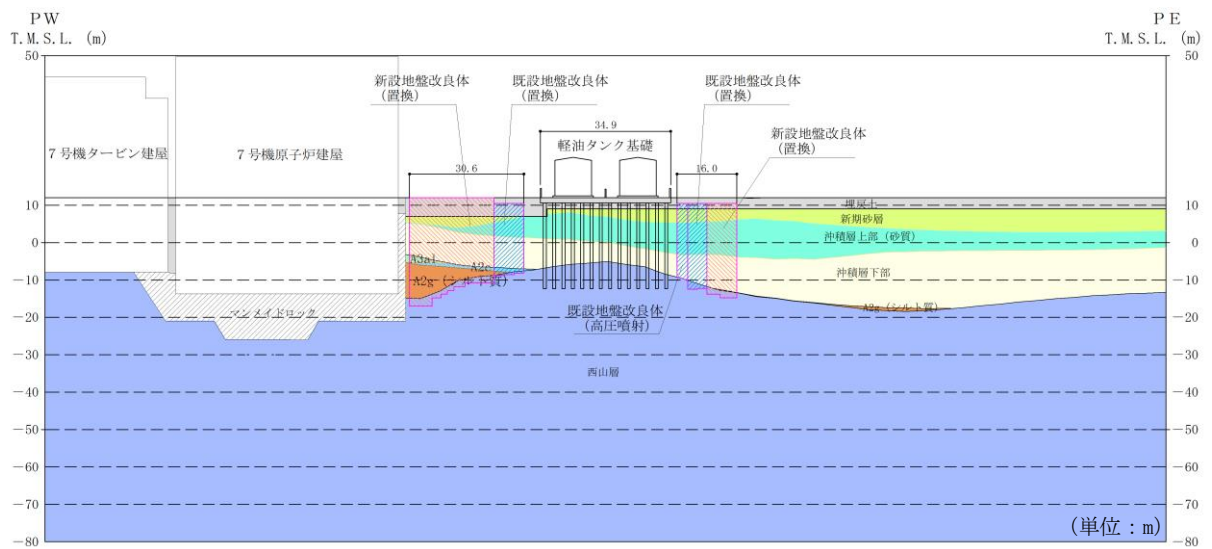 PW
T.M.S.L. (m)
PE
T.M.S.L. (m)
50
50
新設地盤改良体
(置換)
既設地盤改良体
(置換)
既設地盤改良体
(置換)
新設地盤改良体
(置換)
34.9
軽油タンク基礎
30.6
16.0
7号機タービン建屋
7号機原子炉建屋
10
10
埋戻土
新期砂層
沖積層上部(砂質)
0
0
沖積層下部
A3a1
A2c
A2g(シルト質)
-10
-10
A2g(シルト質)
マンメイドロック
既設地盤改良体
(高圧噴射)
-20
-20
-30
-30
西山層
-40
-40
-50
-50
-60
-60
-70
-70
-80
-80
(単位:m)